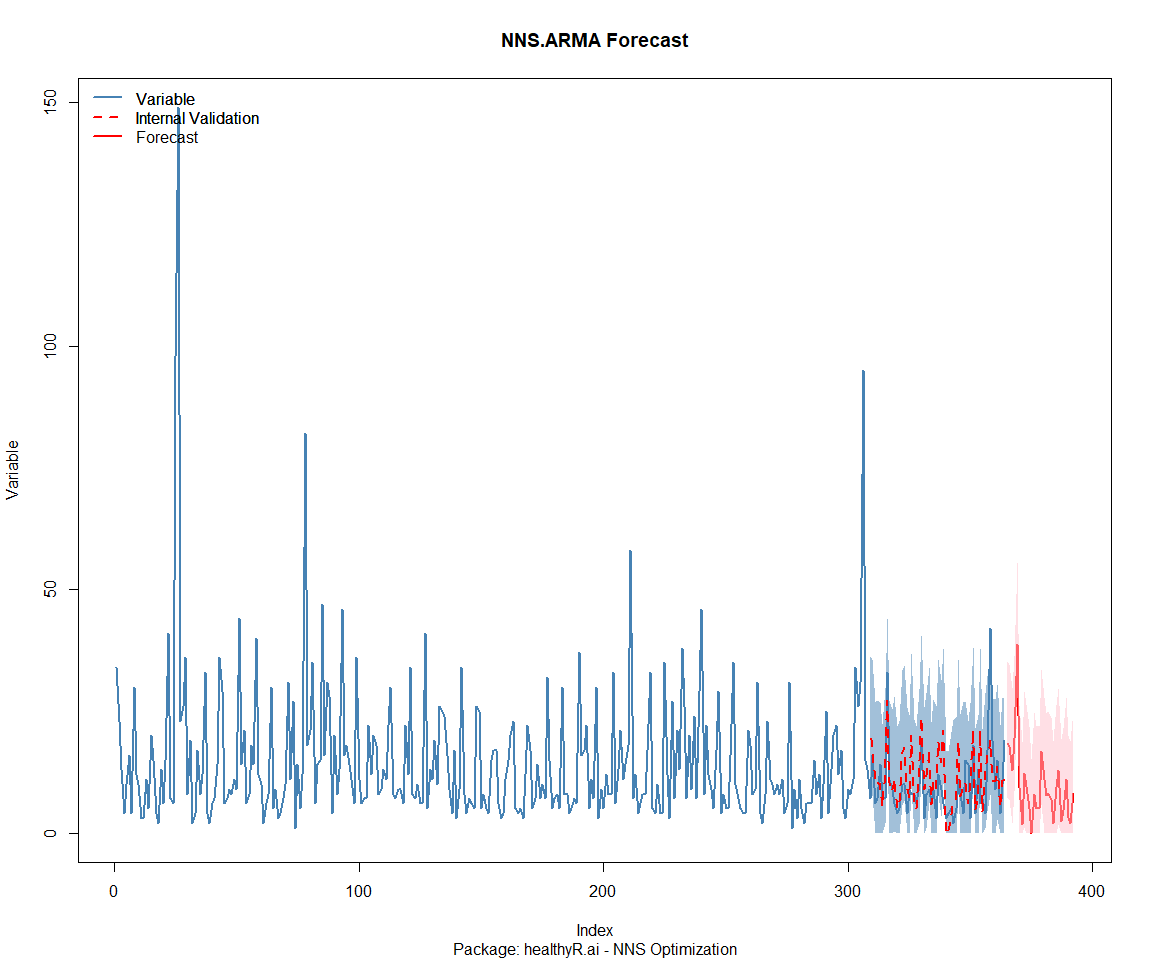 NNS.ARMA Forecast
Variable
Internal Validation
Forecast
150
100
50
0
Variable
0
100
200
300
400
Index
Package: healthyR.ai - NNS Optimization